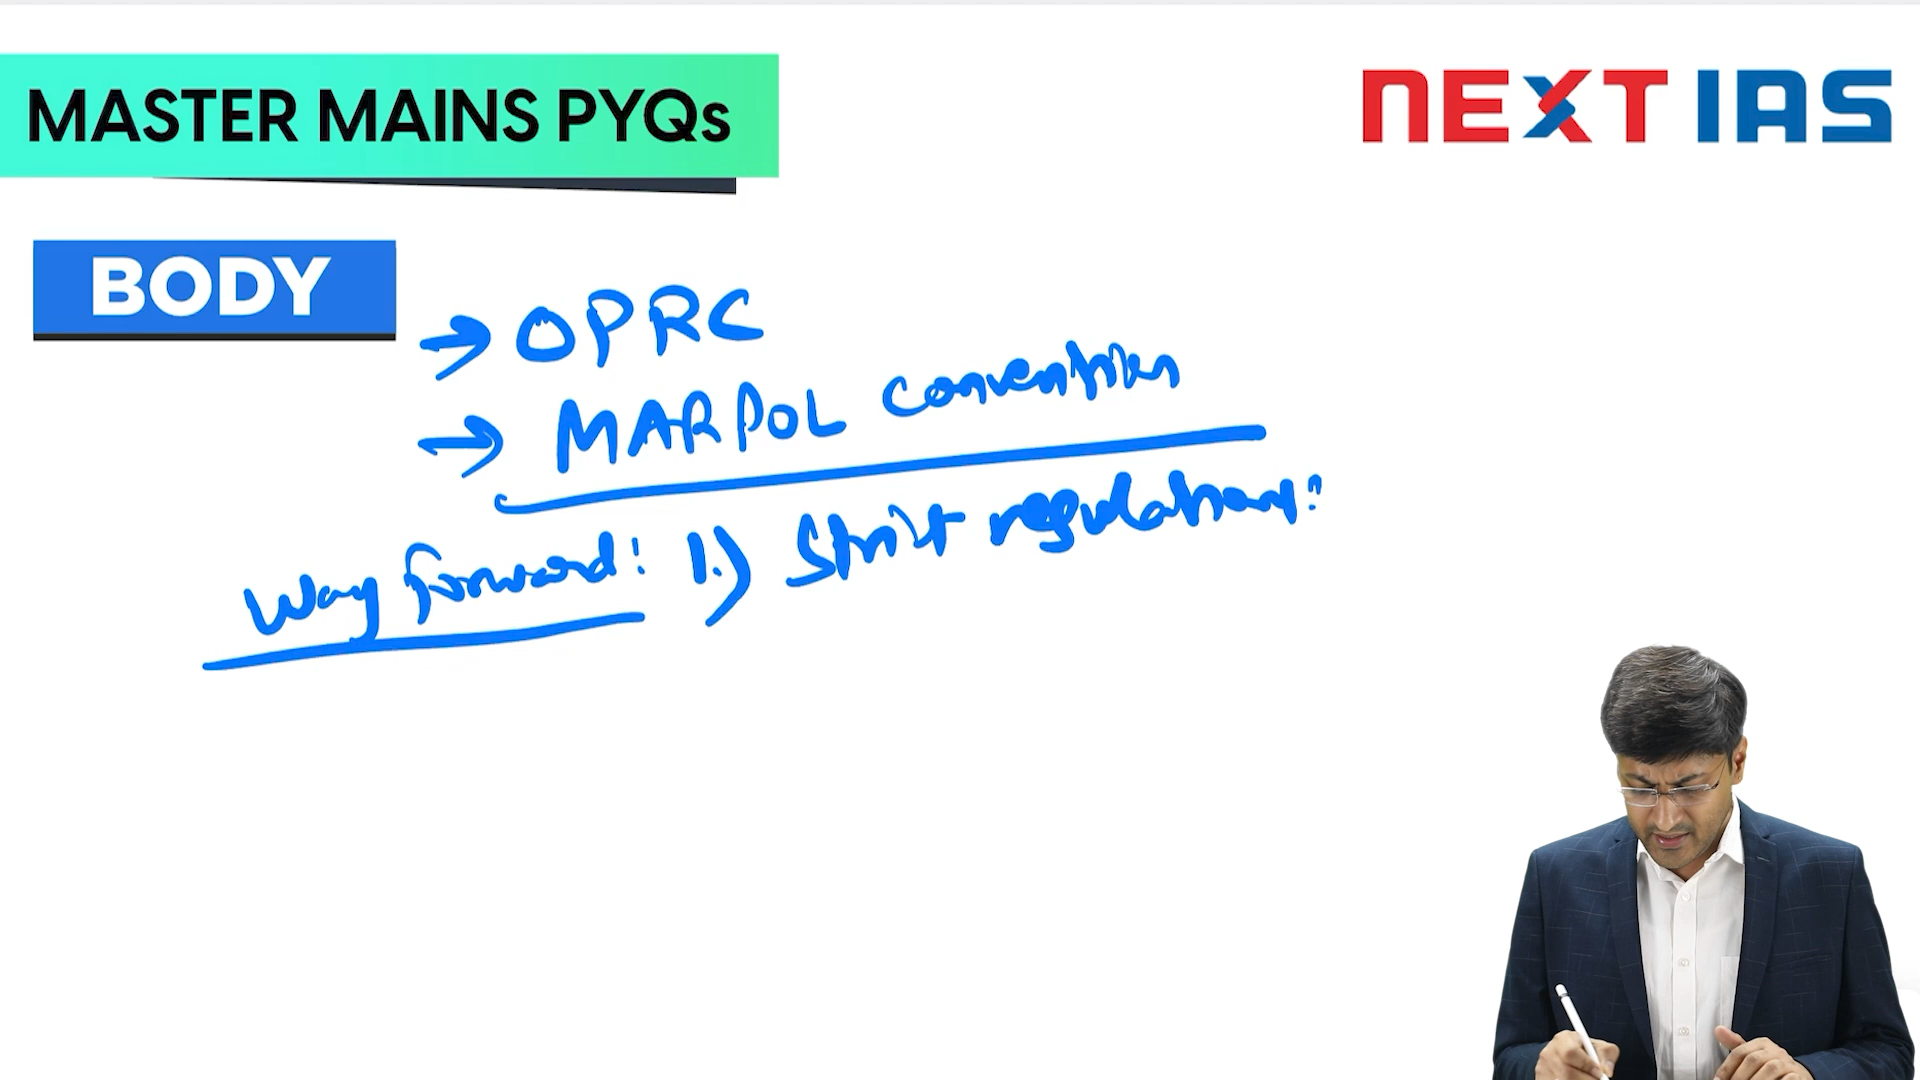 MASTER MAINS PYQs
NEXT IAS
BODY
→ OPRC
→ MARPOL convention
Way forward: 1.) Strict regulations: